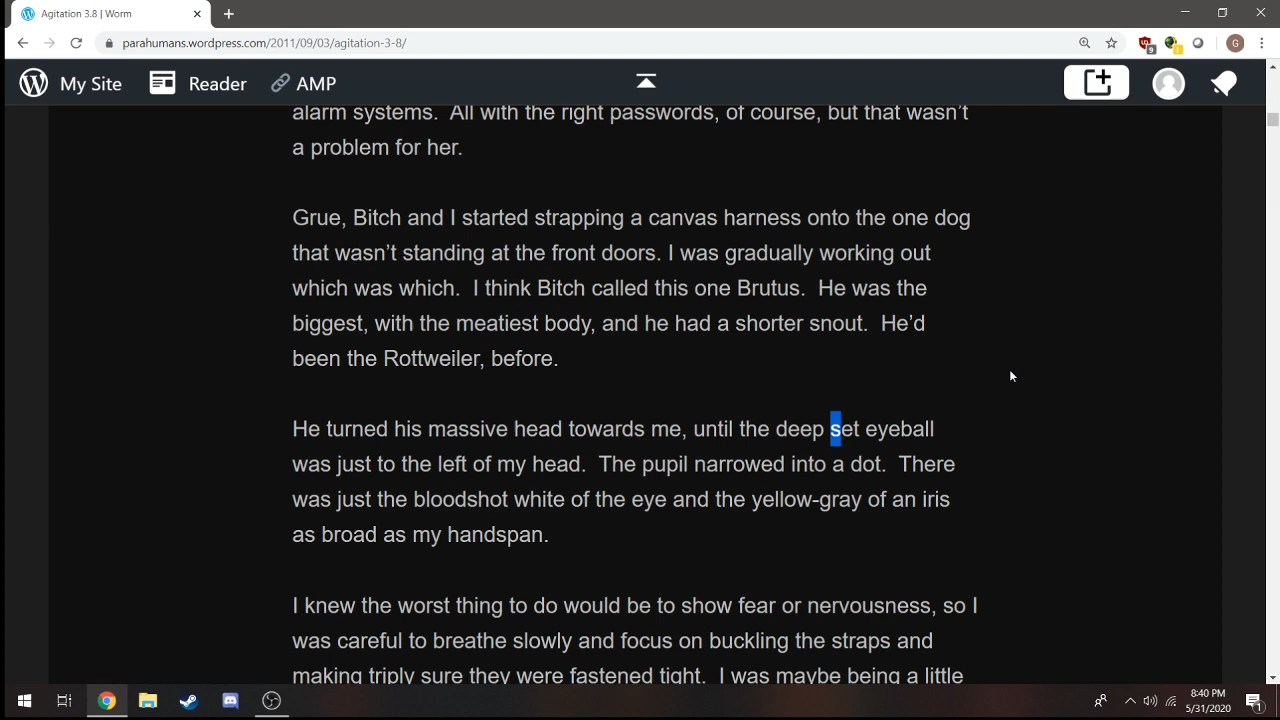 Agitation 3.8 | Worm
parahumans.wordpress.com/2011/09/03/agitation-3-8/
9
1
G
My Site
Reader
AMP
alarm systems.  All with the right passwords, of course, but that wasn’t
a problem for her.
Grue, Bitch and I started strapping a canvas harness onto the one dog
that wasn’t standing at the front doors. I was gradually working out
which was which.  I think Bitch called this one Brutus.  He was the
biggest, with the meatiest body, and he had a shorter snout.  He’d
been the Rottweiler, before.
He turned his massive head towards me, until the deep set eyeball
was just to the left of my head.  The pupil narrowed into a dot.  There
was just the bloodshot white of the eye and the yellow-gray of an iris
as broad as my handspan.
I knew the worst thing to do would be to show fear or nervousness, so I
was careful to breathe slowly and focus on buckling the straps and
making triply sure they were fastened tight.  I was maybe being a little
8:40 PM
5/31/2020
1